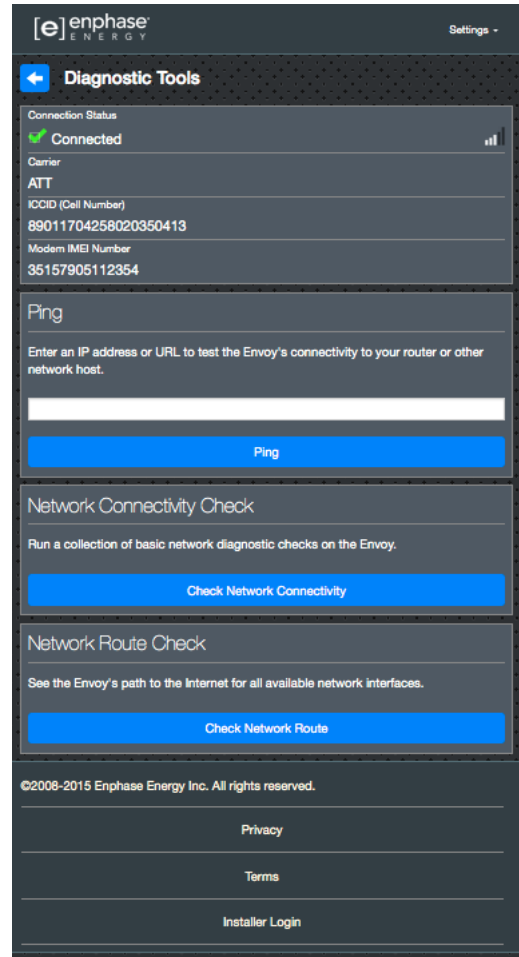 [e] enphase
ENERGY
Settings
Diagnostic Tools
Connection Status
Connected
Carrier
ATT
ICCID (Cell Number)
89011704258020350413
Modem IMEI Number
35157905112354
Ping
Enter an IP address or URL to test the Envoy's connectivity to your router or other
network host.
Ping
Network Connectivity Check
Run a collection of basic network diagnostic checks on the Envoy.
Check Network Connectivity
Network Route Check
See the Envoy's path to the Internet for all available network interfaces.
Check Network Route
©2008-2015 Enphase Energy Inc. All rights reserved.
Privacy
Terms
Installer Login